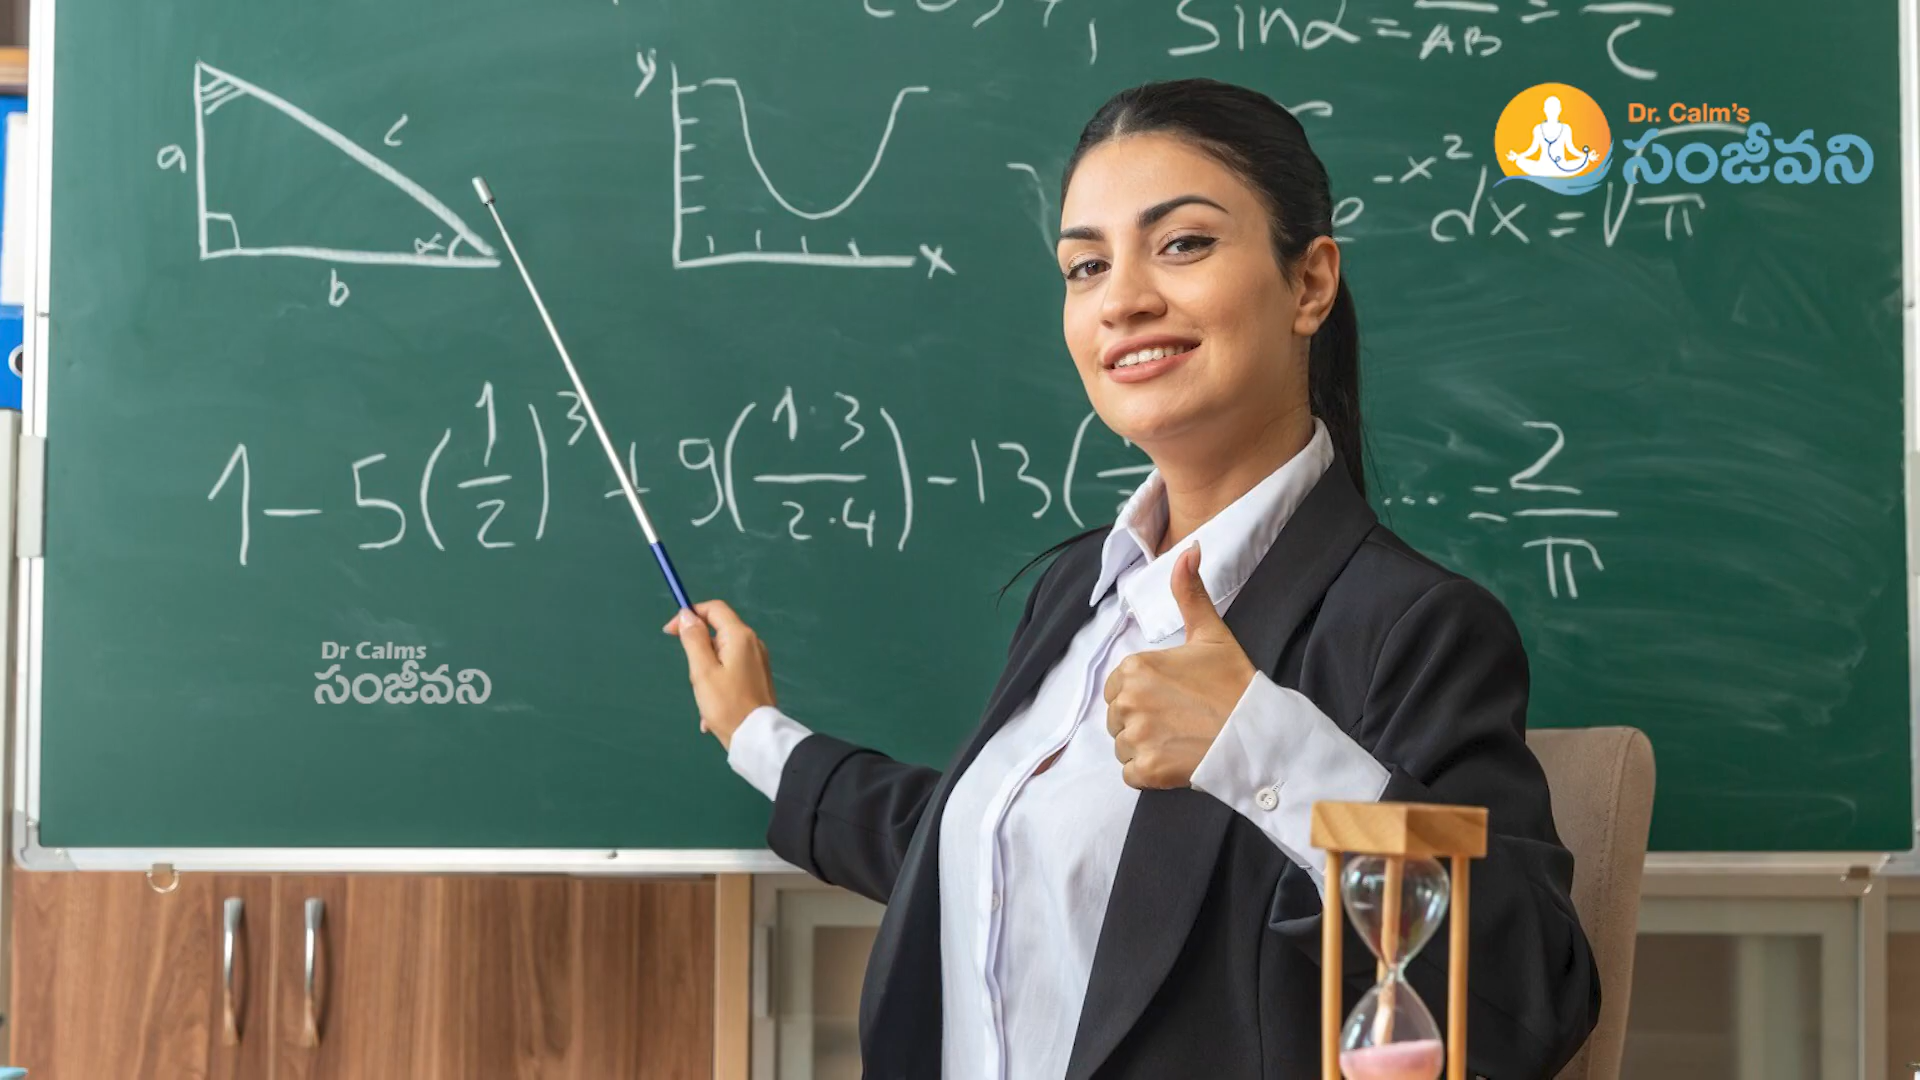 sinα = AB = C
Dr. Calm's
సంజీవని
y
a
c
-x² dx = √π
α
x
b
1 - 5(1/2)³ + 9(1·3/2·4) - 13( ... = 2/π
Dr Calms
సంజీవని